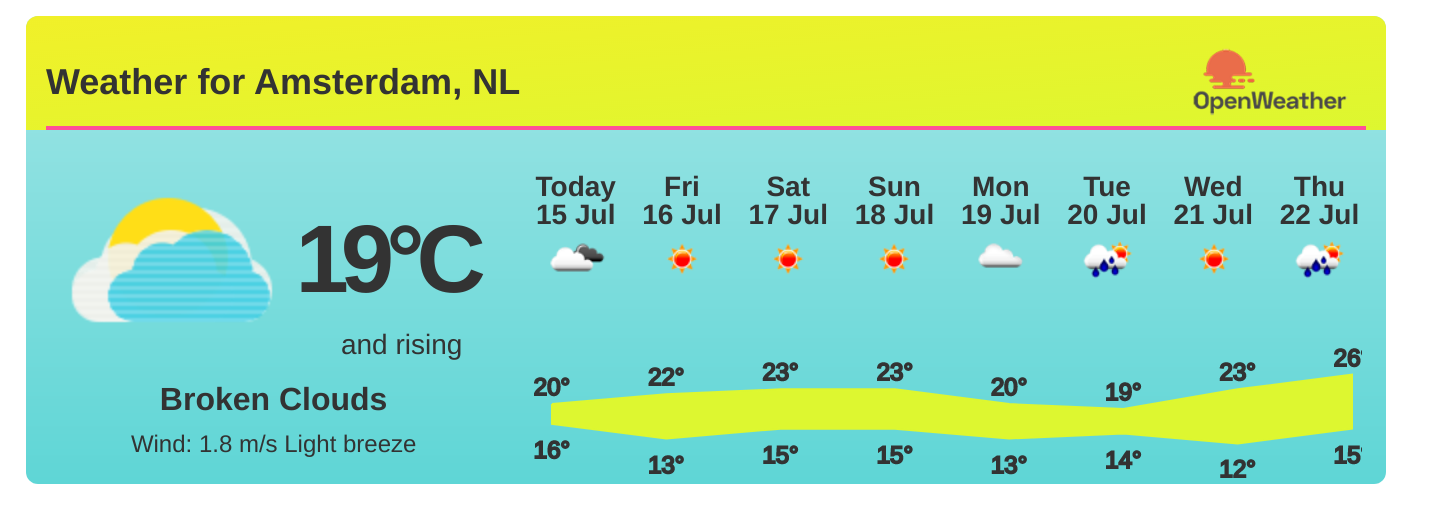 Weather for Amsterdam, NL
OpenWeather
19°C
and rising
Broken Clouds
Wind: 1.8 m/s Light breeze
Today Fri Sat Sun Mon Tue Wed Thu
15 Jul 16 Jul 17 Jul 18 Jul 19 Jul 20 Jul 21 Jul 22 Jul
20° 22° 23° 23° 20° 19° 23° 26°
16° 13° 15° 15° 13° 14° 12° 15°